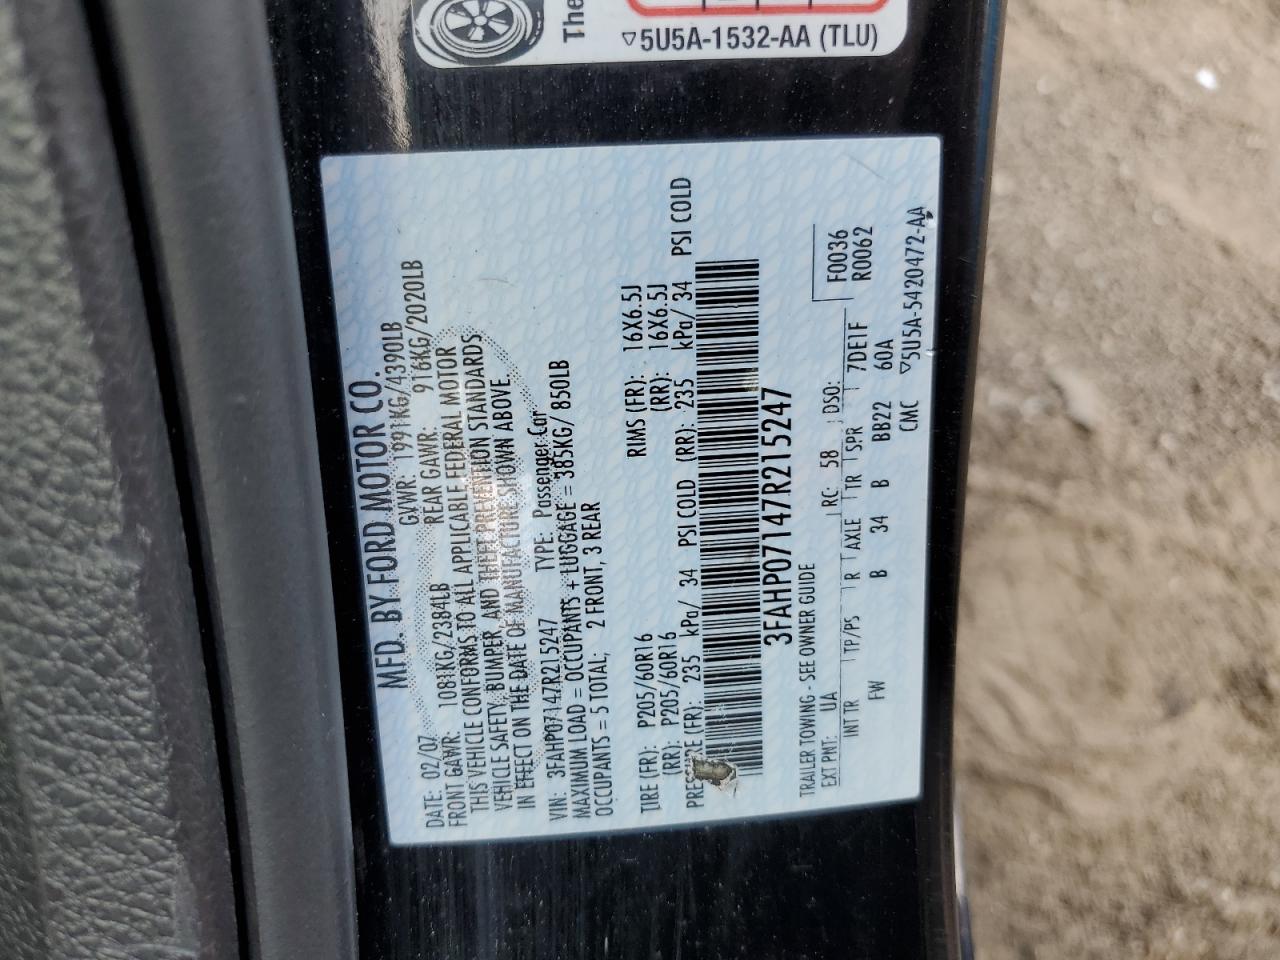 The
▽5U5A-1532-AA (TLU)
MFD. BY FORD MOTOR CO.
DATE: 02/07 GVWR: 1991KG/4390LB
FRONT GAWR: 1081KG/2384LB REAR GAWR: 916KG/2020LB
THIS VEHICLE CONFORMS TO ALL APPLICABLE FEDERAL MOTOR
VEHICLE SAFETY, BUMPER, AND THEFT PREVENTION STANDARDS
IN EFFECT ON THE DATE OF MANUFACTURE SHOWN ABOVE.
VIN: 3FAHP07147R215247 TYPE: Passenger Car
MAXIMUM LOAD = OCCUPANTS + LUGGAGE = 385KG/ 850LB
OCCUPANTS = 5 TOTAL; 2 FRONT, 3 REAR
TIRE (FR): P205/60R16 RIMS (FR): 16X6.5J
(RR): P205/60R16 (RR): 16X6.5J
(FR): 235 kPa/ 34 PSI COLD (RR): 235 kPa/ 34 PSI COLD
3FAHP07147R215247
TRAILER TOWING - SEE OWNER GUIDE F0036
EXT PNT: UA RC: 58 DSO: R0062
INT TR TP/PS R AXLE TR SPR 7DE1F
FW B 34 B BB22 60A
CMC ▽5U5A-5420472-AA